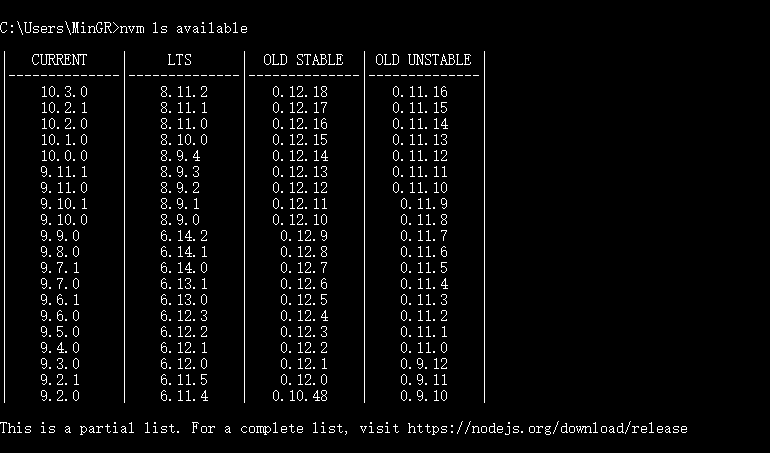 C:\Users\MinGR>nvm ls available
| CURRENT | LTS | OLD STABLE | OLD UNSTABLE |
|--------------|--------------|--------------|--------------|
| 10.3.0 | 8.11.2 | 0.12.18 | 0.11.16 |
| 10.2.1 | 8.11.1 | 0.12.17 | 0.11.15 |
| 10.2.0 | 8.11.0 | 0.12.16 | 0.11.14 |
| 10.1.0 | 8.10.0 | 0.12.15 | 0.11.13 |
| 10.0.0 | 8.9.4 | 0.12.14 | 0.11.12 |
| 9.11.1 | 8.9.3 | 0.12.13 | 0.11.11 |
| 9.11.0 | 8.9.2 | 0.12.12 | 0.11.10 |
| 9.10.1 | 8.9.1 | 0.12.11 | 0.11.9 |
| 9.10.0 | 8.9.0 | 0.12.10 | 0.11.8 |
| 9.9.0 | 6.14.2 | 0.12.9 | 0.11.7 |
| 9.8.0 | 6.14.1 | 0.12.8 | 0.11.6 |
| 9.7.1 | 6.14.0 | 0.12.7 | 0.11.5 |
| 9.7.0 | 6.13.1 | 0.12.6 | 0.11.4 |
| 9.6.1 | 6.13.0 | 0.12.5 | 0.11.3 |
| 9.6.0 | 6.12.3 | 0.12.4 | 0.11.2 |
| 9.5.0 | 6.12.2 | 0.12.3 | 0.11.1 |
| 9.4.0 | 6.12.1 | 0.12.2 | 0.11.0 |
| 9.3.0 | 6.12.0 | 0.12.1 | 0.9.12 |
| 9.2.1 | 6.11.5 | 0.12.0 | 0.9.11 |
| 9.2.0 | 6.11.4 | 0.10.48 | 0.9.10 |
This is a partial list. For a complete list, visit https://nodejs.org/download/release